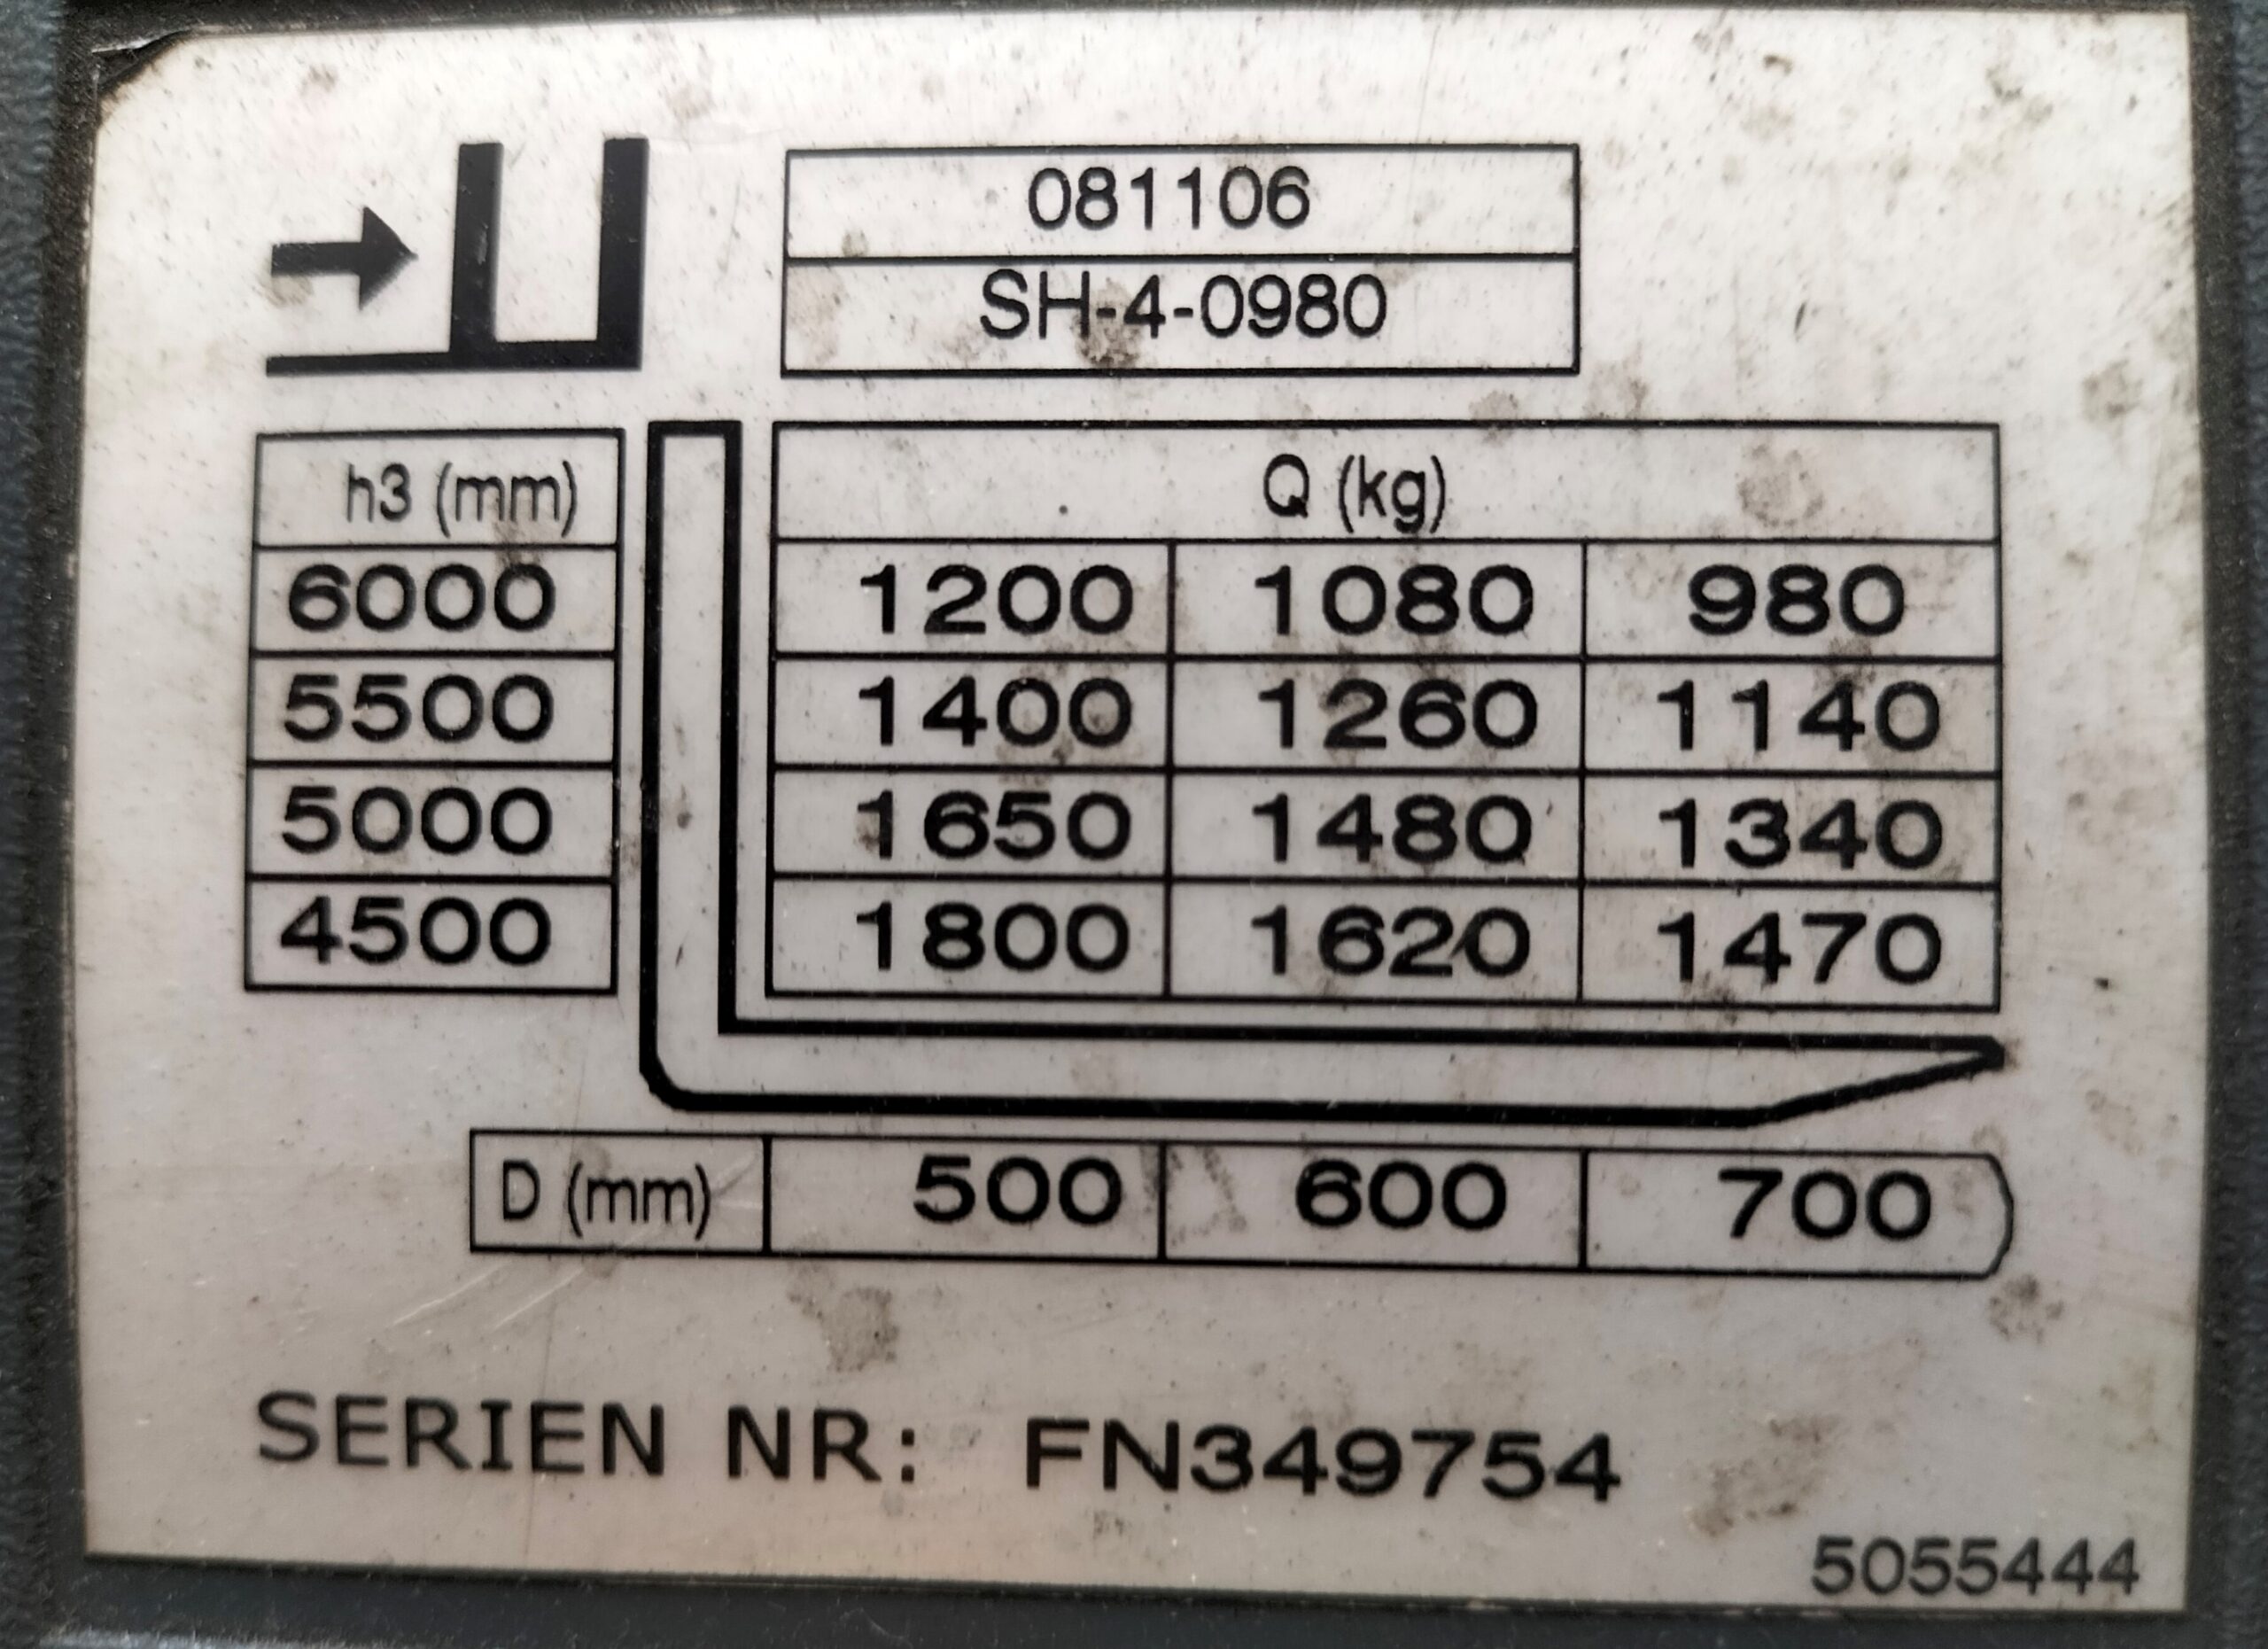 081106
SH-4-0980
h3 (mm) Q (kg)
6000 1200 1080 980
5500 1400 1260 1140
5000 1650 1480 1340
4500 1800 1620 1470
D (mm) 500 600 700
SERIEN NR: FN349754
5055444